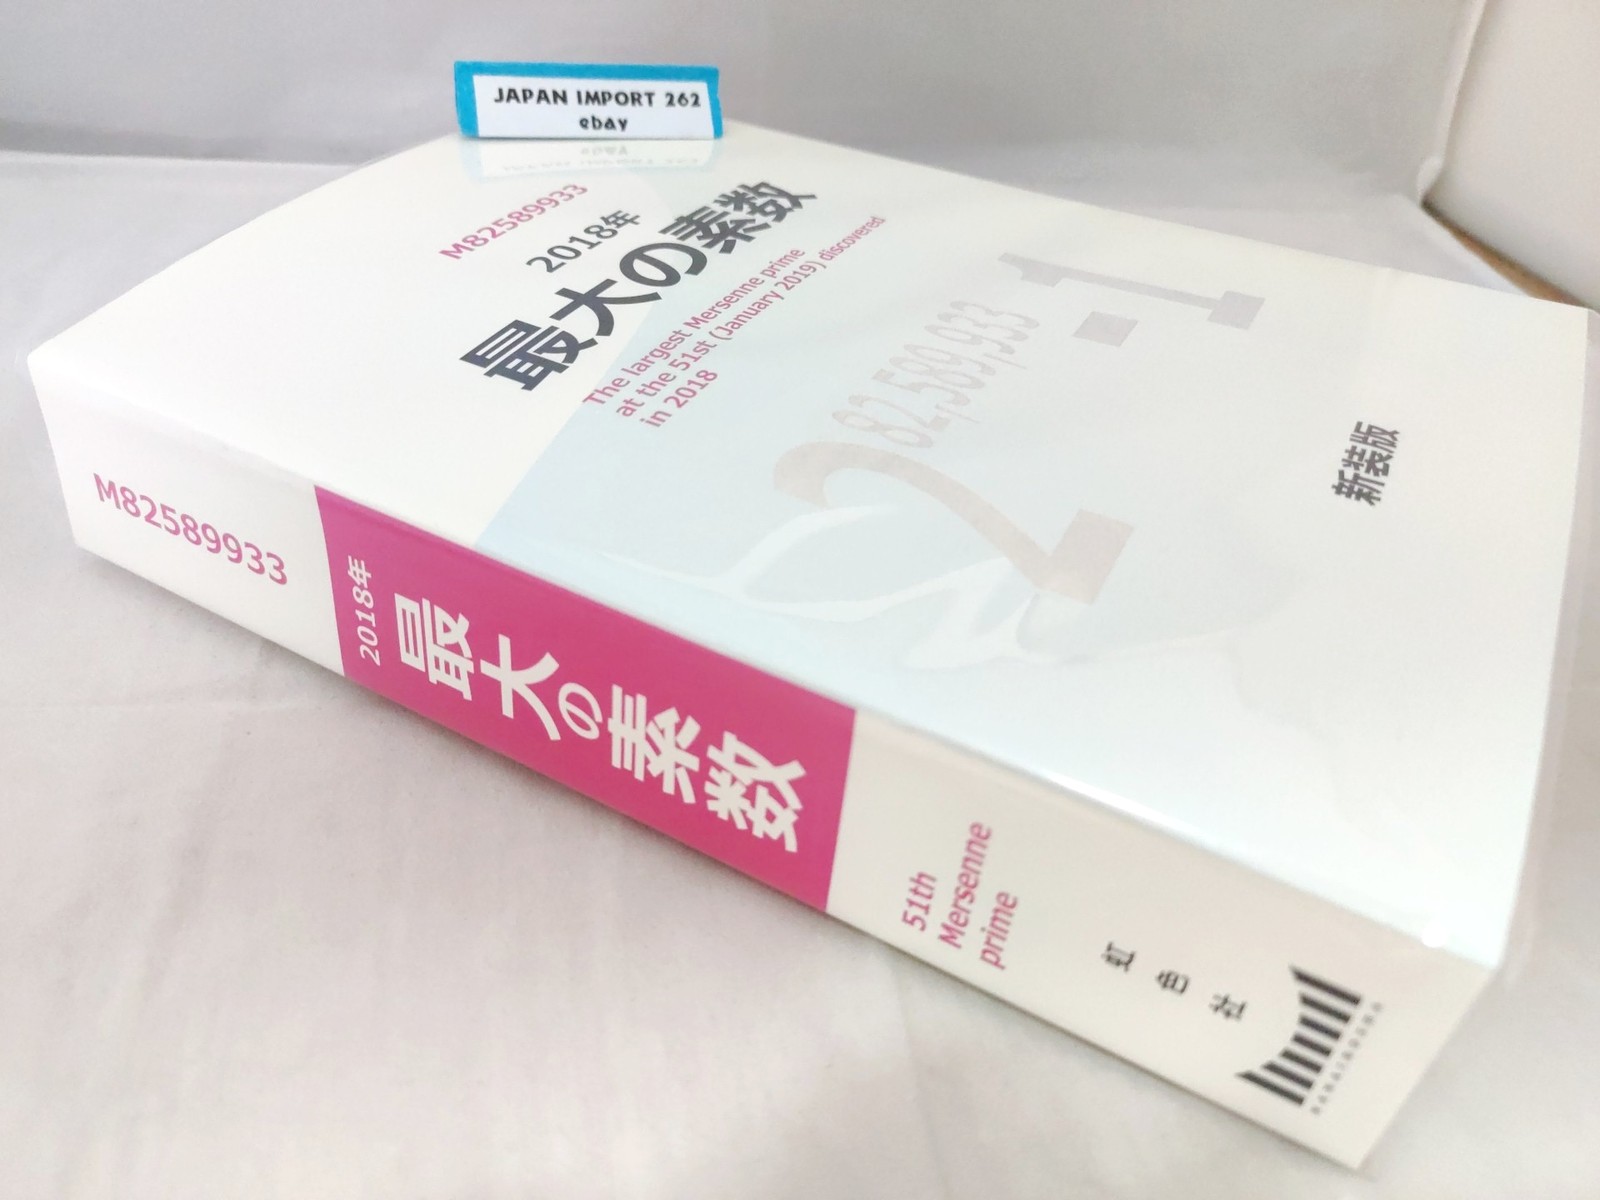 JAPAN IMPORT 262
ebay
M82589933
2018年
最大の素数
The largest Mersenne prime
at the 51st (January 2019) discovered
in 2018
2^82,589,933-1
新装版
M82589933
2018年
最大の素数
51th
Mersenne
prime
虹色社